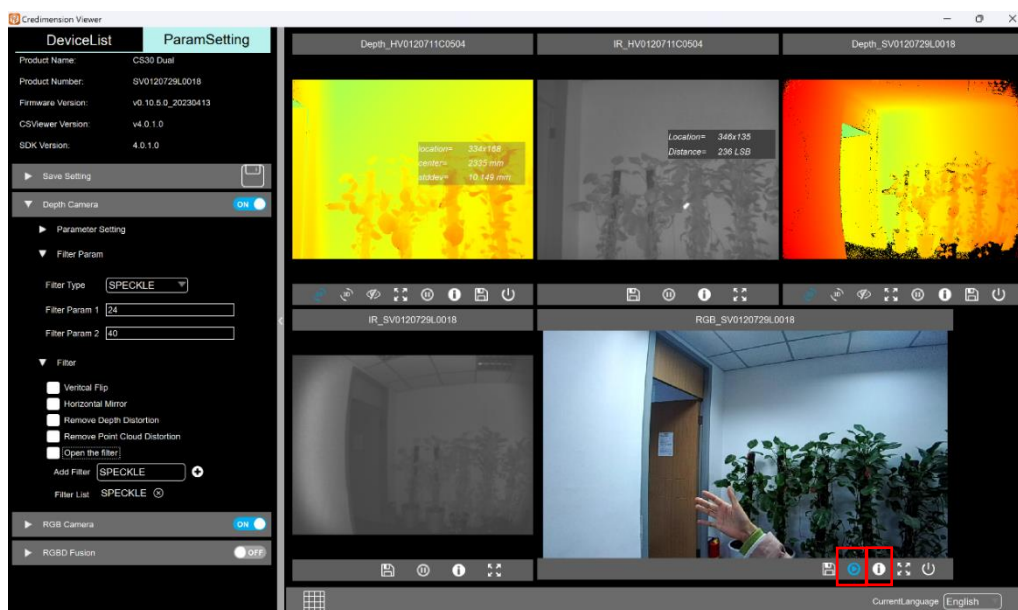 Credimension Viewer
DeviceList ParamSetting
Product Name: CS30 Dual
Product Number: SV0120729L0018
Firmware Version: v0.10.5.0_20230413
CSViewer Version: v4.0.1.0
SDK Version: 4.0.1.0
Save Setting
Depth Camera ON
Parameter Setting
Filter Param
Filter Type SPECKLE
Filter Param 1 24
Filter Param 2 40
Filter
Veritcal Flip
Horizontal Mirror
Remove Depth Distortion
Remove Point Cloud Distortion
Open the filter
Add Filter SPECKLE
Filter List SPECKLE
RGB Camera ON
RGBD Fusion OFF
Depth_HV0120711C0504
location= 334x168
center= 2335 mm
stddev= 10.149 mm
IR_HV0120711C0504
Location= 346x135
Distance= 236 LSB
Depth_SV0120729L0018
3D
3D
IR_SV0120729L0018
RGB_SV0120729L0018
CurrentLanguage English